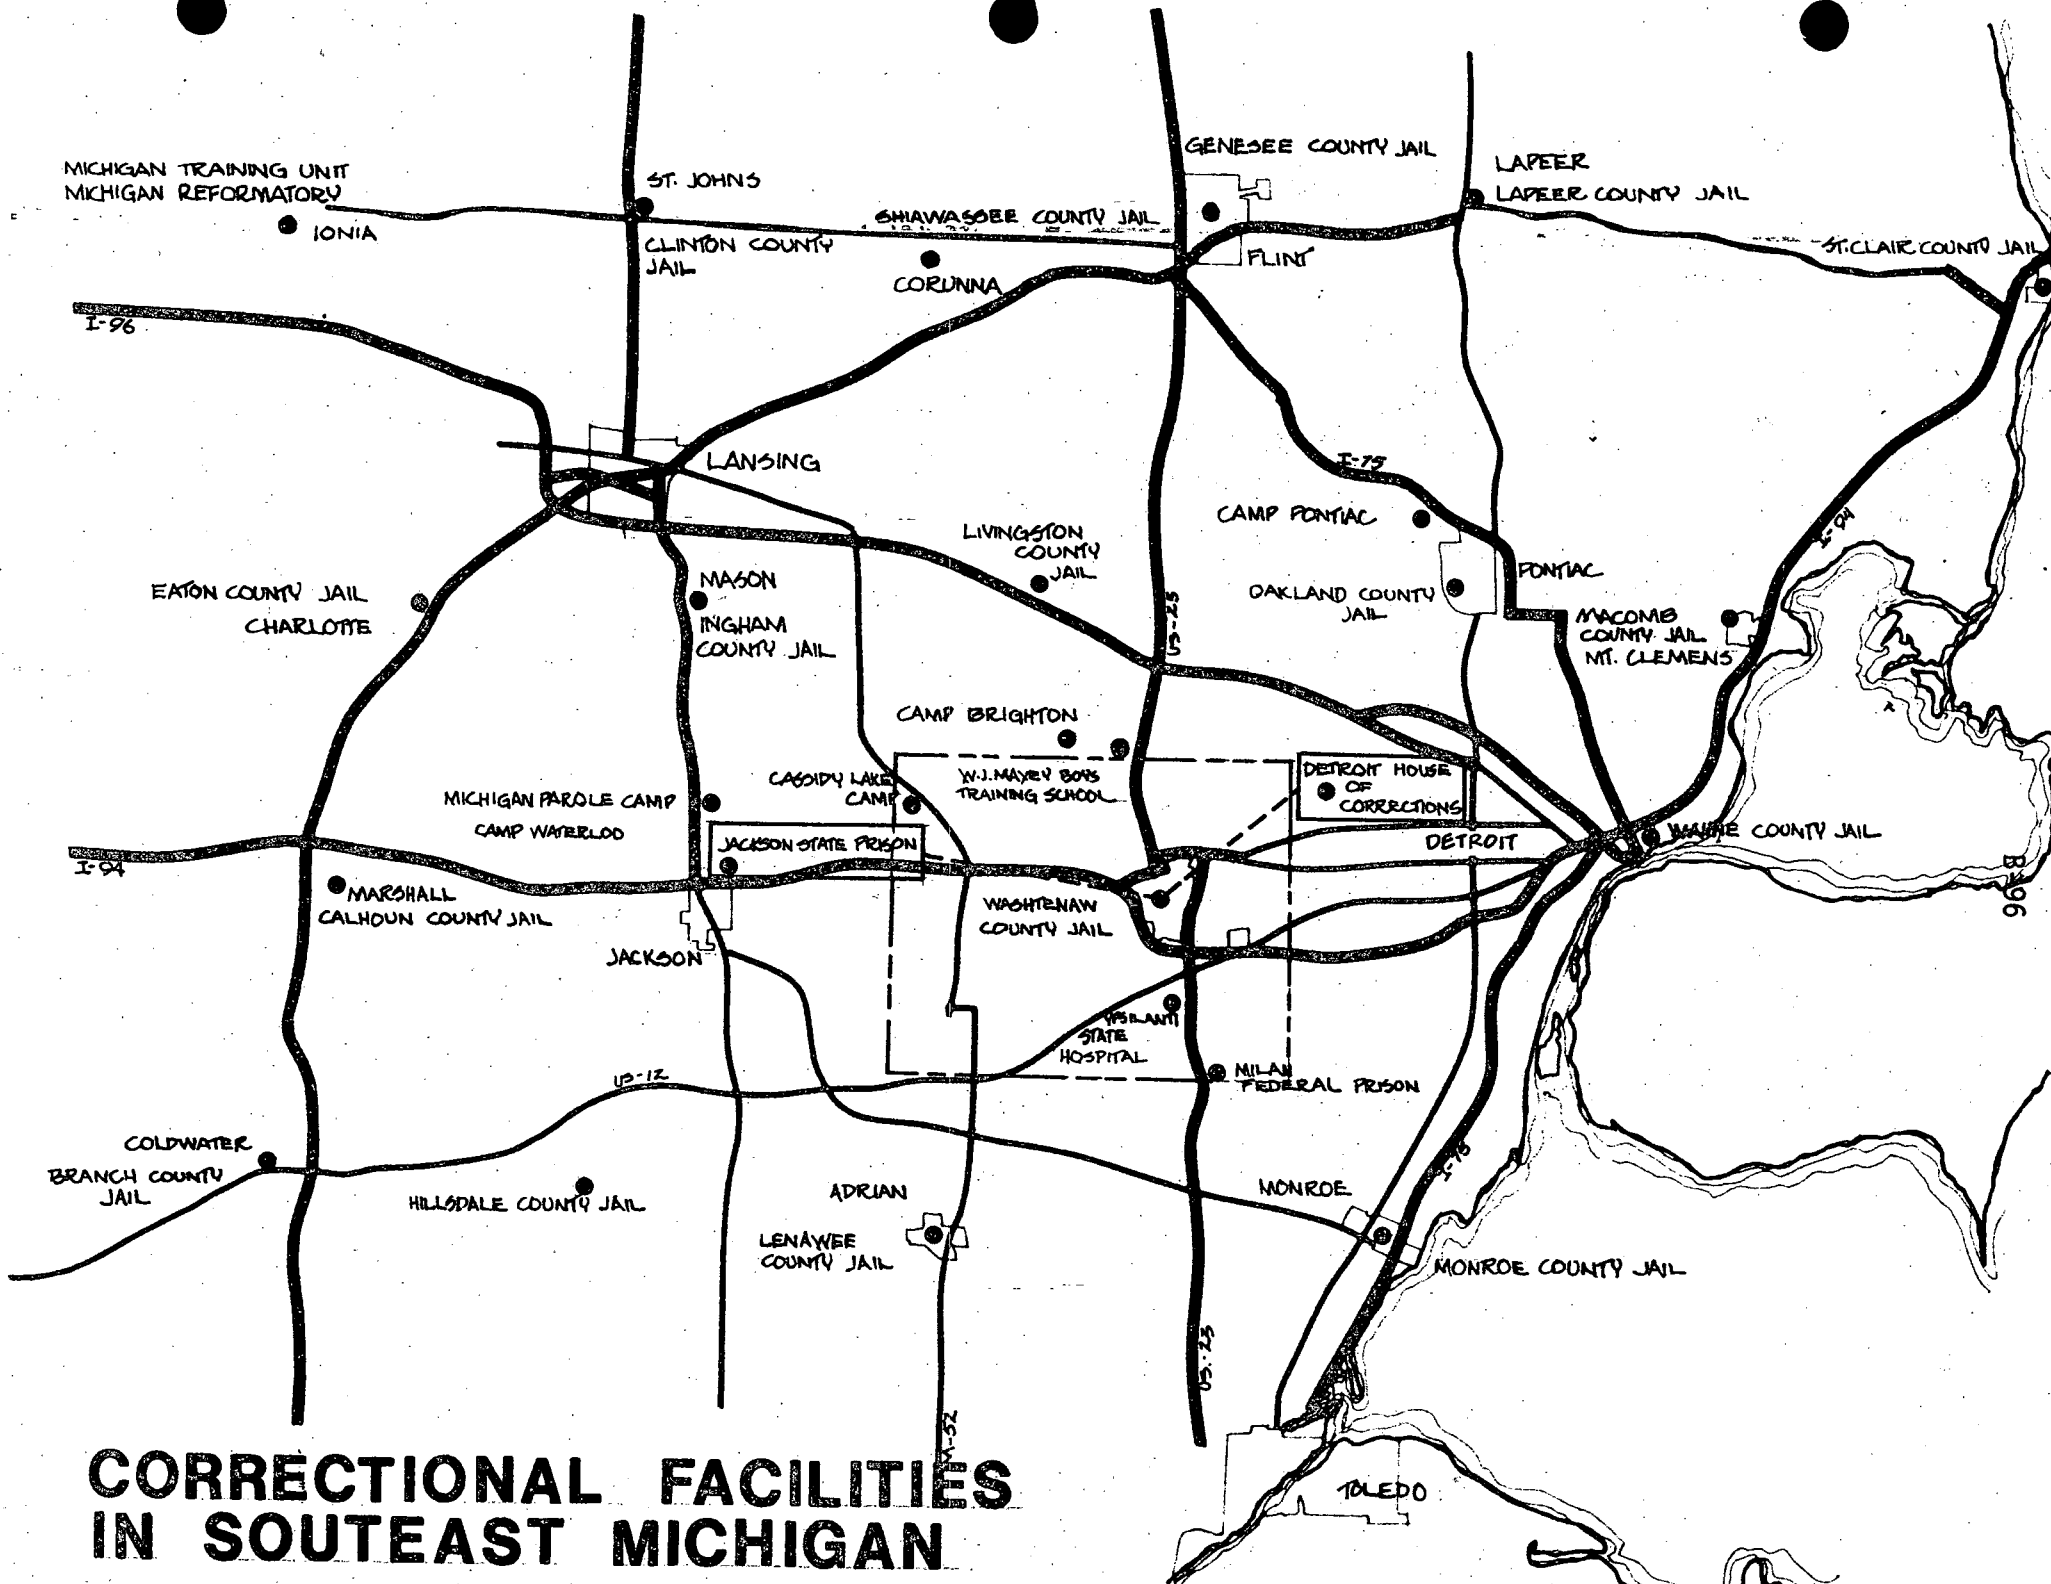 GENESEE COUNTY JAIL
LAPEER
LAPEER COUNTY JAIL
MICHIGAN TRAINING UNIT
MICHIGAN REFORMATORY
IONIA
ST. JOHNS
CLINTON COUNTY
JAIL
SHIAWASSEE COUNTY JAIL
CORUNNA
FLINT
ST. CLAIR COUNTY JAIL
I-96
LANSING
I-75
CAMP PONTIAC
I-94
LIVINGSTON
COUNTY
JAIL
PONTIAC
OAKLAND COUNTY
JAIL
MACOMB
COUNTY JAIL
MT. CLEMENS
EATON COUNTY JAIL
CHARLOTTE
MASON
INGHAM
COUNTY JAIL
US-23
CAMP BRIGHTON
W.J. MAXEY BOYS
TRAINING SCHOOL
CASSIDY LAKE
CAMP
DETROIT HOUSE
OF
CORRECTIONS
MICHIGAN PAROLE CAMP
CAMP WATERLOO
JACKSON STATE PRISON
DETROIT
WAYNE COUNTY JAIL
I-94
MARSHALL
CALHOUN COUNTY JAIL
JACKSON
WASHTENAW
COUNTY JAIL
B-96
YPSILANTI
STATE
HOSPITAL
MILAN
FEDERAL PRISON
US-12
COLDWATER
BRANCH COUNTY
JAIL
HILLSDALE COUNTY JAIL
ADRIAN
LENAWEE
COUNTY JAIL
MONROE
I-75
MONROE COUNTY JAIL
US-23
M-52
TOLEDO
CORRECTIONAL FACILITIES
IN SOUTEAST MICHIGAN